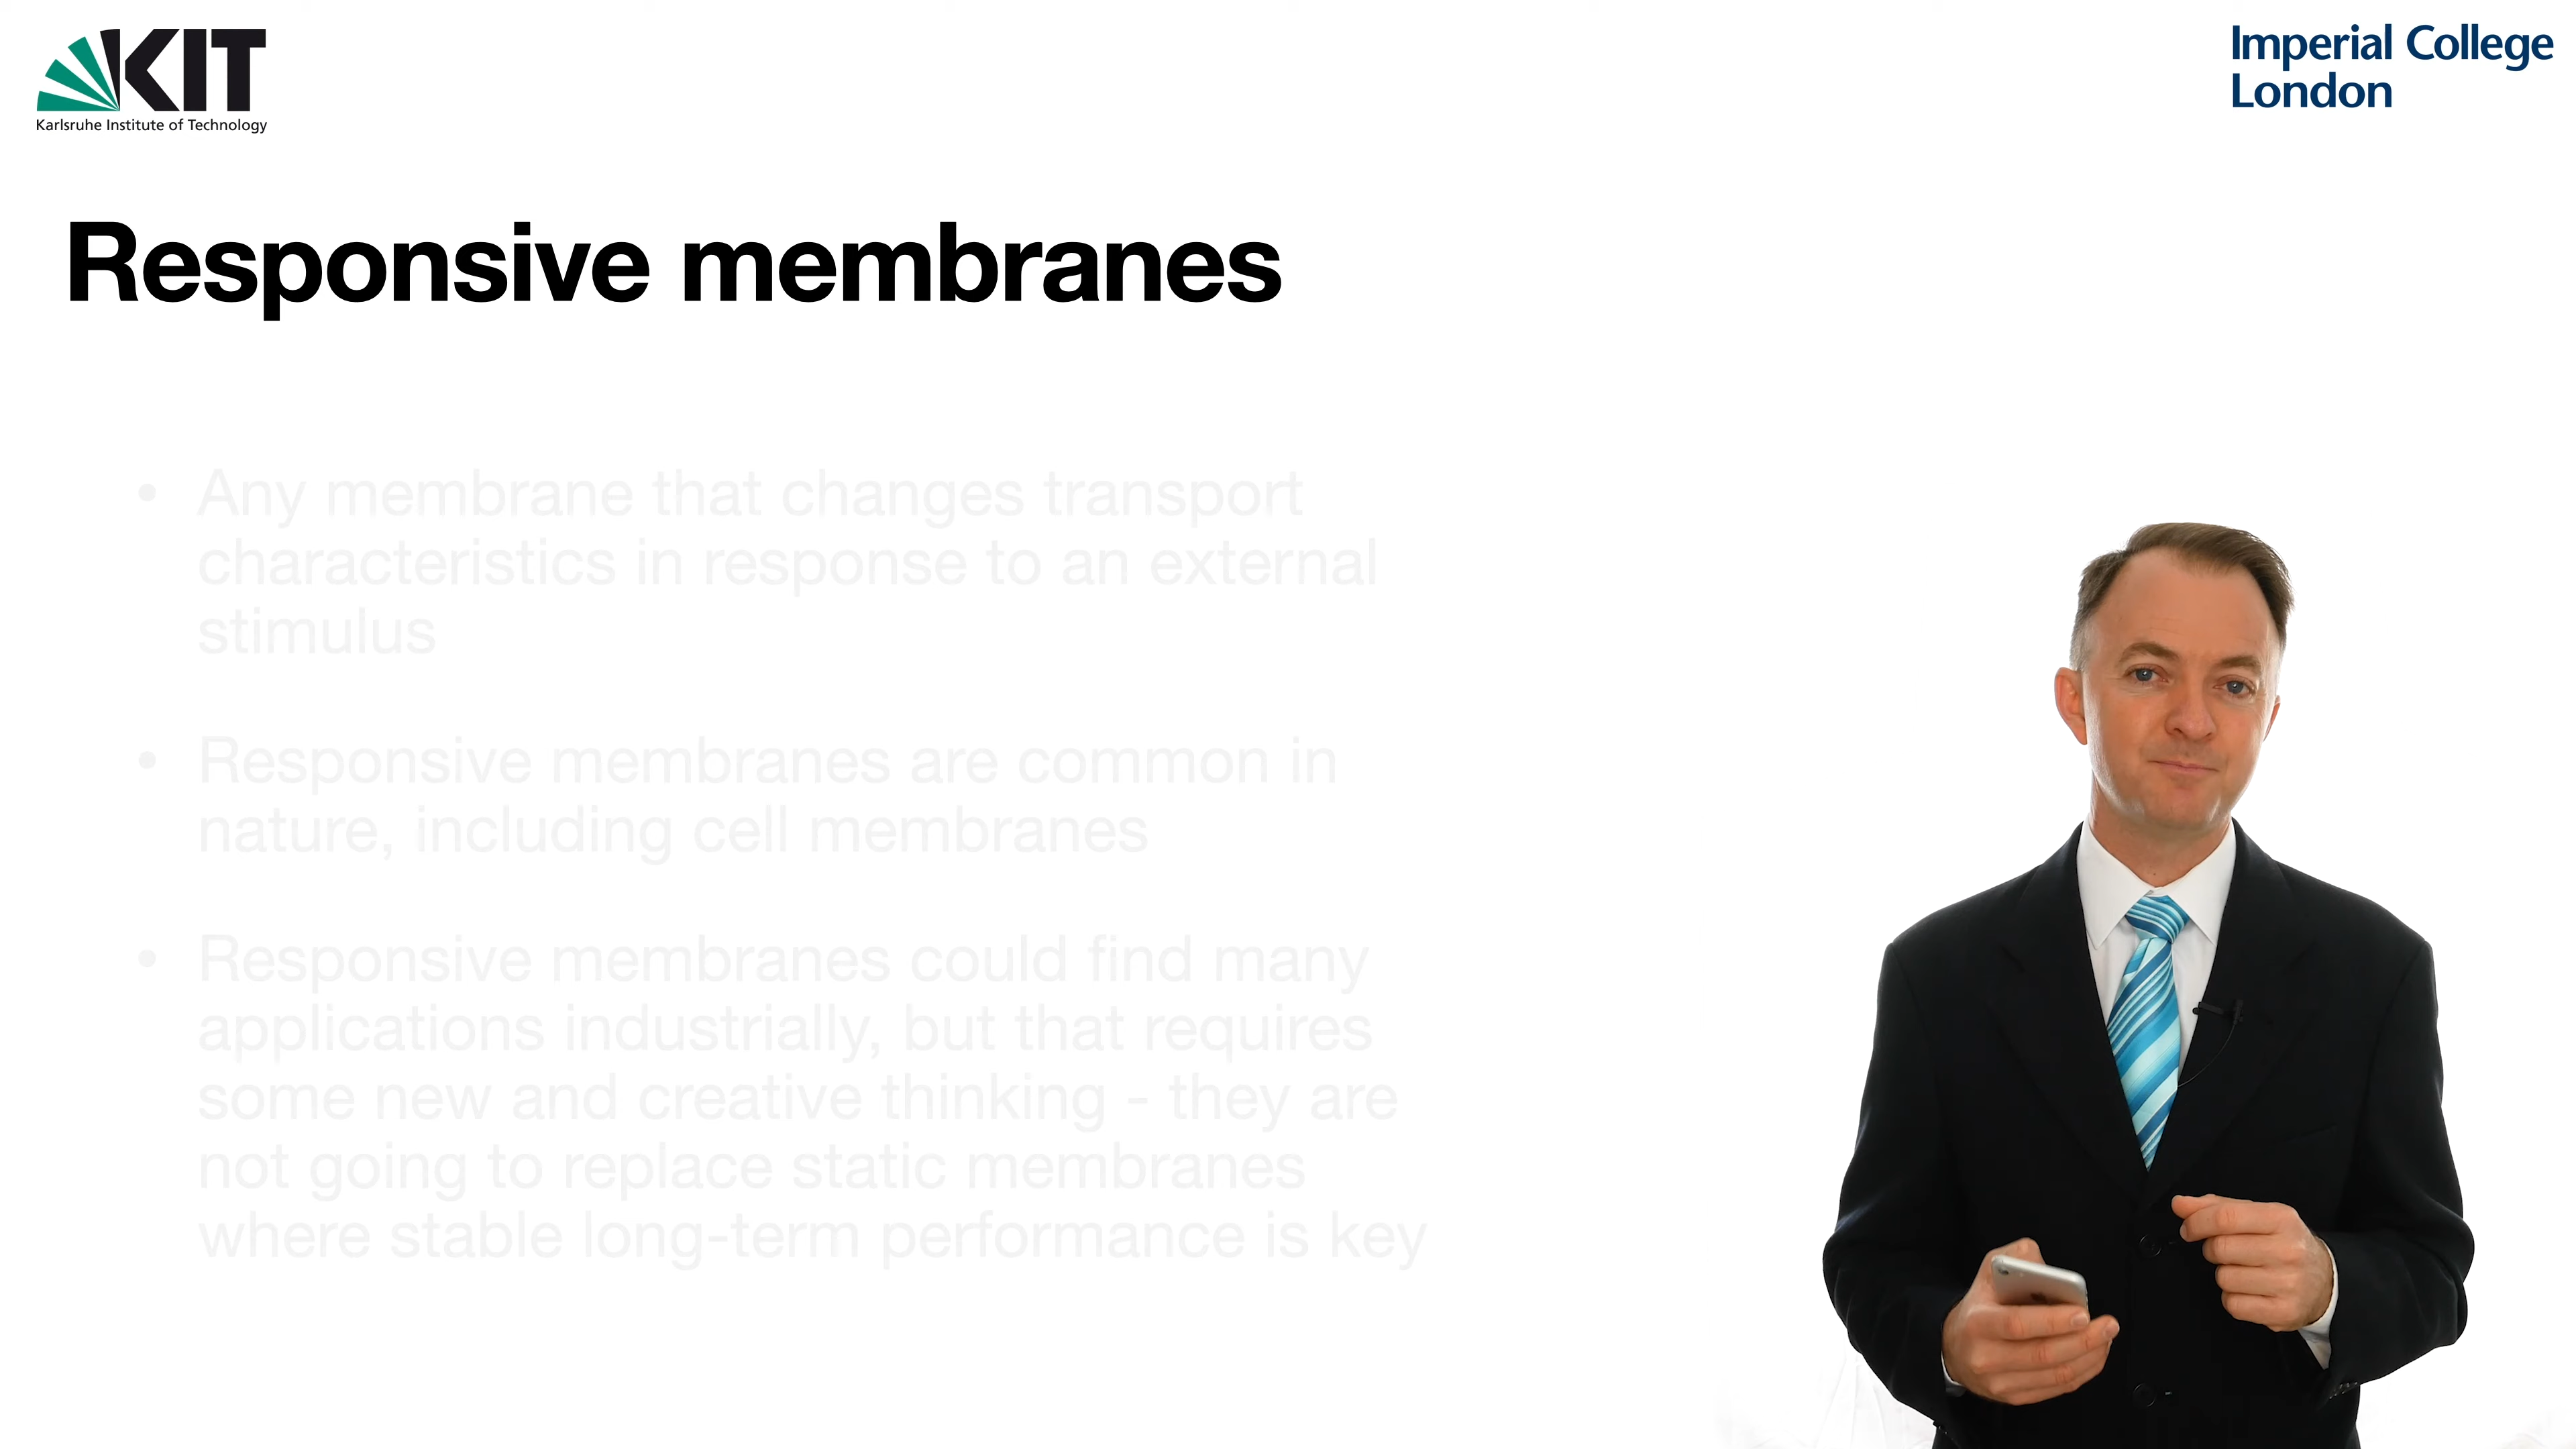 KIT
Karlsruhe Institute of Technology
Imperial College
London
Responsive membranes
• Any membrane that changes transport
characteristics in response to an external
stimulus
• Responsive membranes are common in
nature, including cell membranes
• Responsive membranes could find many
applications industrially, but that requires
some new and creative thinking - they are
not going to replace static membranes
where stable long-term performance is key